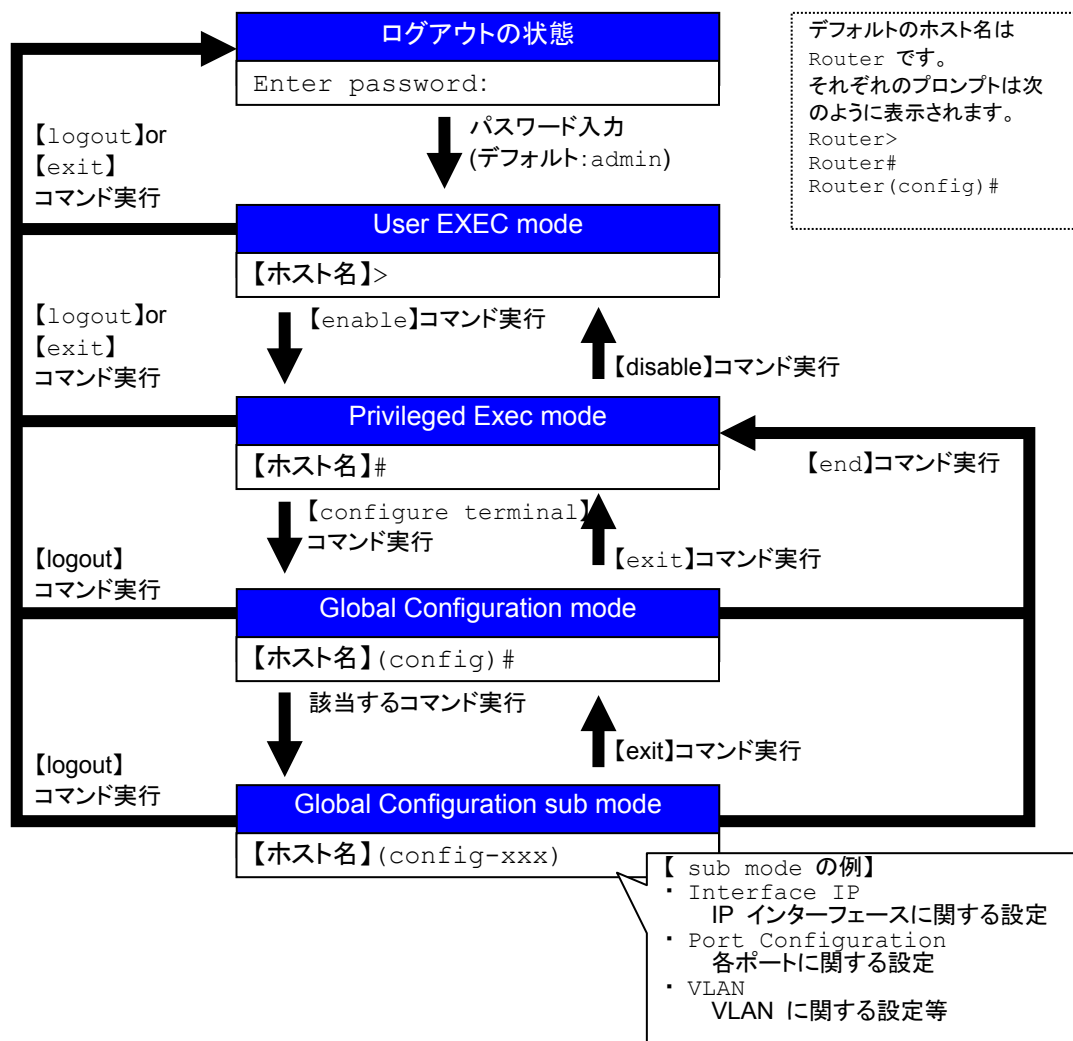 ログアウトの状態
Enter password:
デフォルトのホスト名は
Router です。
それぞれのプロンプトは次
のように表示されます。
Router>
Router#
Router(config)#
【logout】or
【exit】
コマンド実行
パスワード入力
(デフォルト:admin)
User EXEC mode
【ホスト名】>
【logout】or
【exit】
コマンド実行
【enable】コマンド実行
【disable】コマンド実行
Privileged Exec mode
【ホスト名】#
【end】コマンド実行
【configure terminal】
コマンド実行
【exit】コマンド実行
【logout】
コマンド実行
Global Configuration mode
【ホスト名】(config)#
該当するコマンド実行
【exit】コマンド実行
【logout】
コマンド実行
Global Configuration sub mode
【ホスト名】(config-xxx)
【 sub mode の例】
・ Interface IP
IP インターフェースに関する設定
・ Port Configuration
各ポートに関する設定
・ VLAN
VLAN に関する設定等